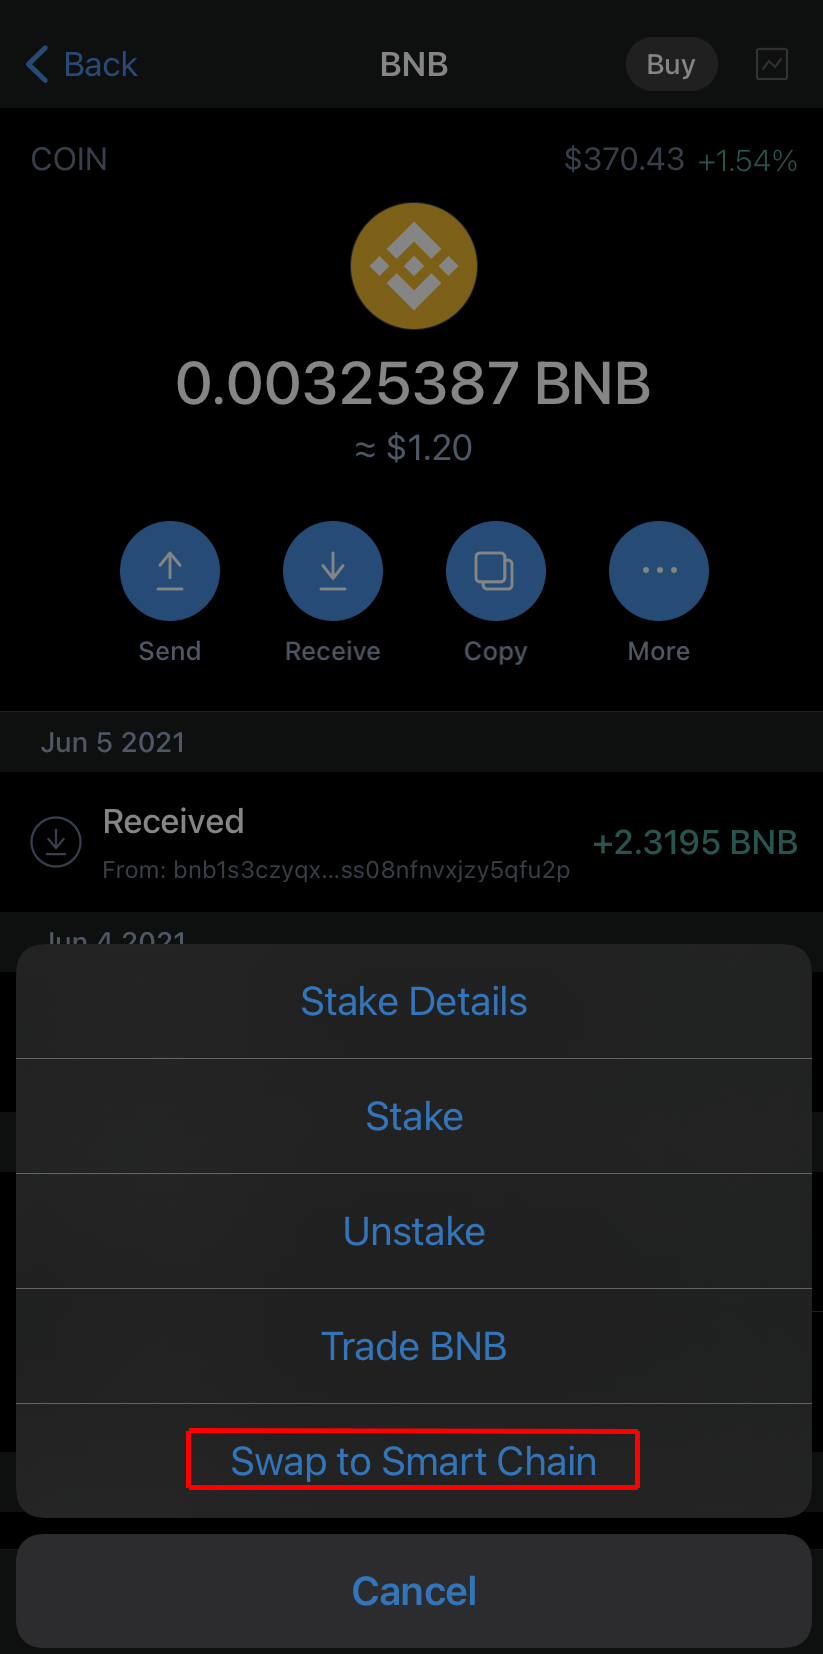 Back
BNB
Buy
COIN
$370.43 +1.54%
0.00325387 BNB
≈ $1.20
Send
Receive
Copy
More
Jun 5 2021
Received
+2.3195 BNB
From: bnb1s3czyqx...ss08nfnvxjzy5qfu2p
Jun 4 2021
Stake Details
Stake
Unstake
Trade BNB
Swap to Smart Chain
Cancel